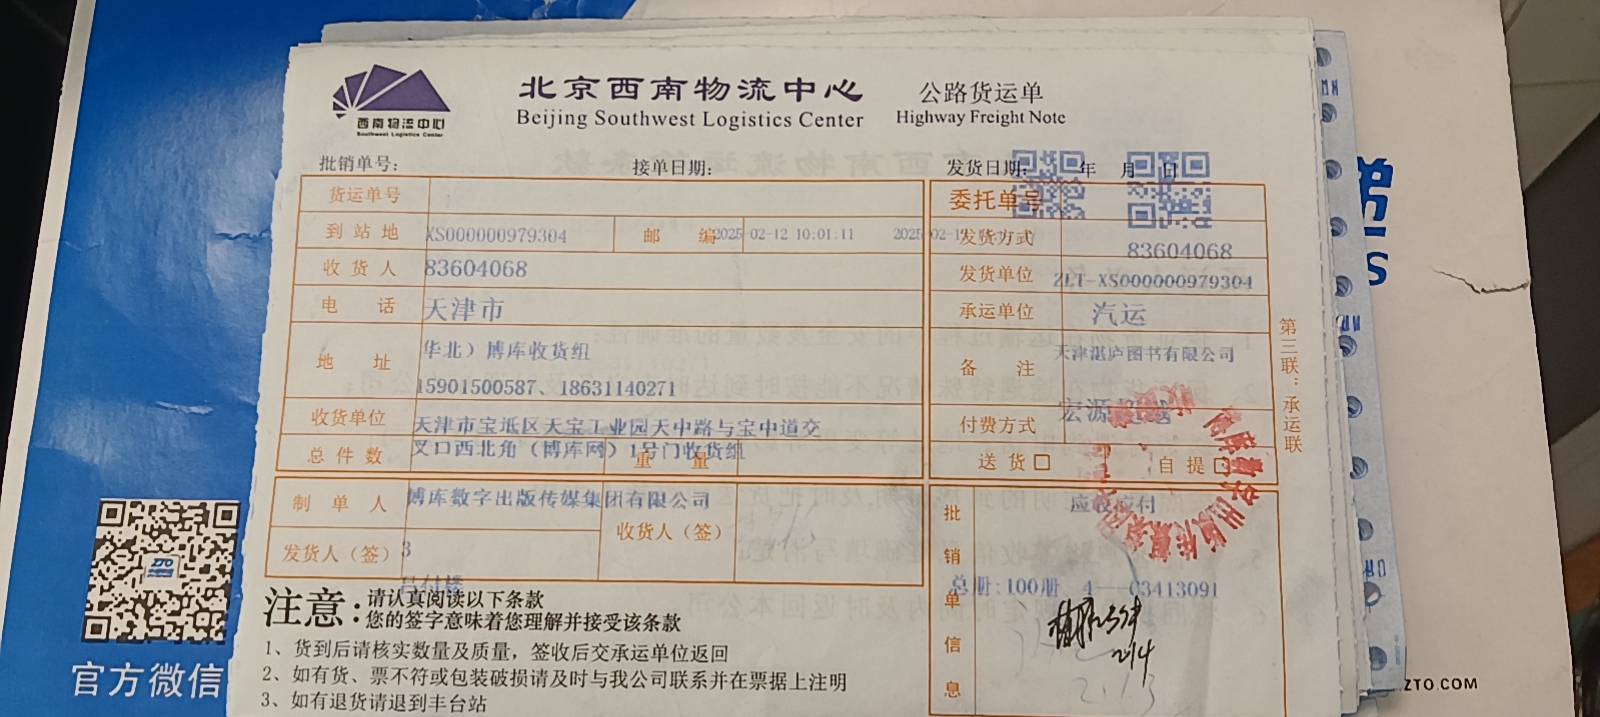 西南物流中心
Southwest Logistics Center
北京西南物流中心
Beijing Southwest Logistics Center
公路货运单
Highway Freight Note
批销单号：
接单日期：
发货日期： 年 月 日
货运单号
委托单号
到站地 XS000000979304 邮编 2025-02-12 10:01:11
发货方式 83604068
收货人 83604068
发货单位 ZLT-XS000000979304
电话 天津市
承运单位 汽运
地址 华北）博库收货组
15901500587、18631140271
备注 天津湛庐图书有限公司
收货单位 天津市宝坻区天宝工业园天中路与宝中道交
付费方式 宏源
总件数 叉口西北角（博库网）1号门收货组
重量
送货 自提
制单人 博库数字出版传媒集团有限公司
收货人（签）
发货人（签） 3
批销单信息
应收应付
总册:100册 4---03413091
2/4
2.13
第三联：承运联
注意：请认真阅读以下条款
您的签字意味着您理解并接受该条款
1、货到后请核实数量及质量，签收后交承运单位返回
2、如有货、票不符或包装破损请及时与我公司联系并在票据上注明
3、如有退货请退到丰台站
ZTO
官方微信
ZTO.COM